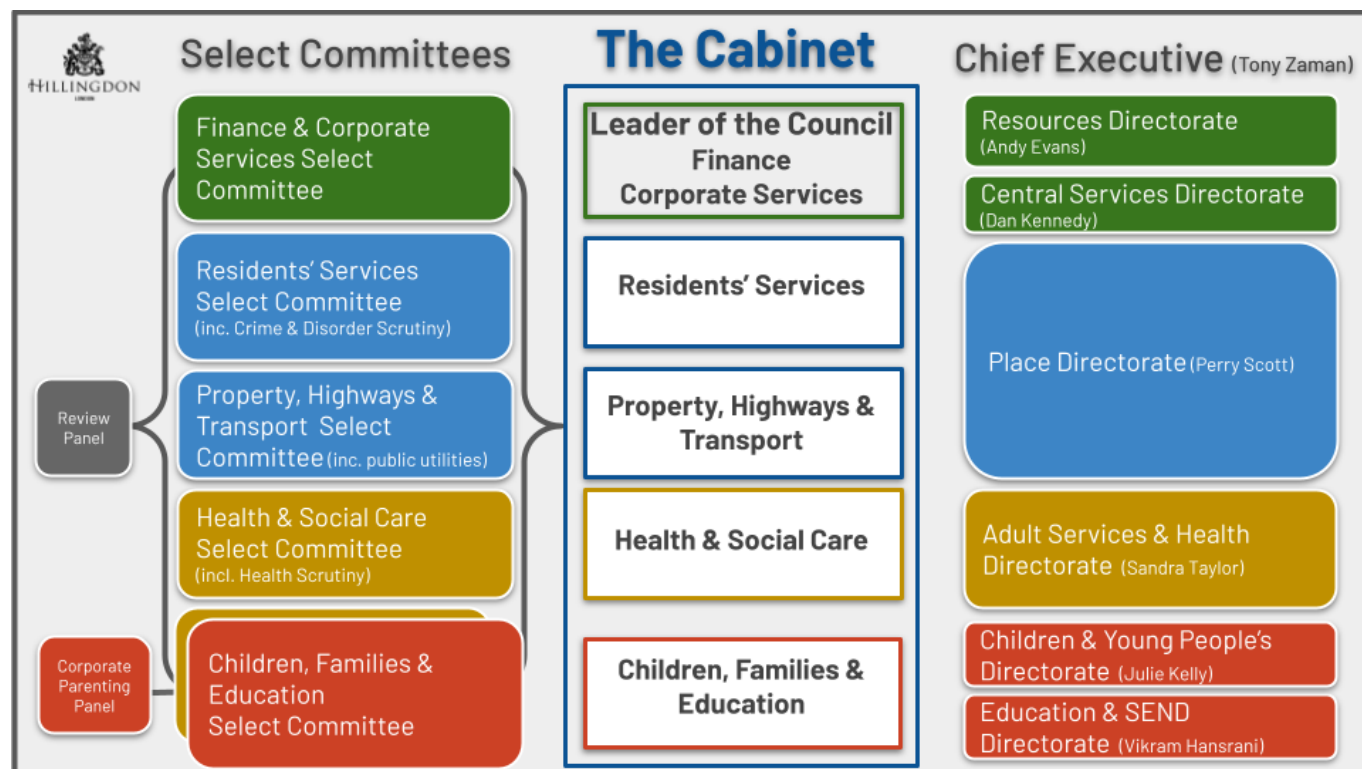 HILLINGDON
LONDON
Select Committees
The Cabinet
Chief Executive (Tony Zaman)
Review
Panel
Corporate
Parenting
Panel
Finance & Corporate
Services Select
Committee
Residents' Services
Select Committee
(inc. Crime & Disorder Scrutiny)
Property, Highways &
Transport Select
Committee (inc. public utilities)
Health & Social Care
Select Committee
(incl. Health Scrutiny)
Children, Families &
Education
Select Committee
Leader of the Council
Finance
Corporate Services
Residents' Services
Property, Highways &
Transport
Health & Social Care
Children, Families &
Education
Resources Directorate
(Andy Evans)
Central Services Directorate
(Dan Kennedy)
Place Directorate (Perry Scott)
Adult Services & Health
Directorate (Sandra Taylor)
Children & Young People's
Directorate (Julie Kelly)
Education & SEND
Directorate (Vikram Hansrani)